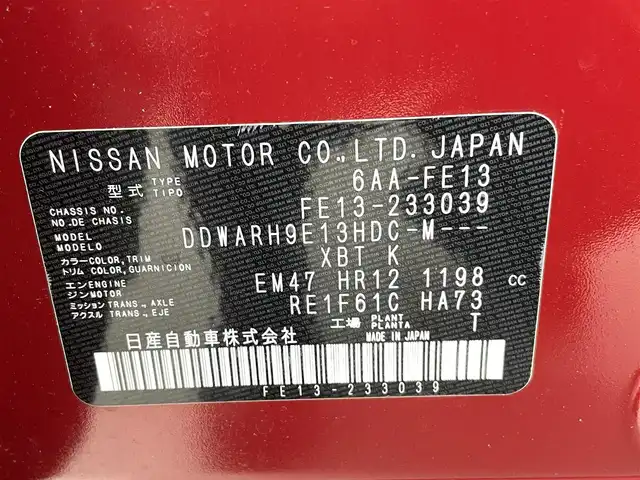 NISSAN MOTOR CO.,LTD. JAPAN
型式 TYPE TIPO 6AA-FE13
CHASSIS NO. NO.DE CHASIS FE13-233039
MODEL MODELO DDWARH9E13HDC-M---
カラー COLOR, TRIM トリム COLOR, GUARNICION XBT K
エンジン ENGINE MOTOR EM47 HR12 1198 CC
ミッション TRANS., AXLE アクスル TRANS., EJE RE1F61C HA73
工場 PLANT PLANTA T
日産自動車株式会社 MADE IN JAPAN
FE13-233039